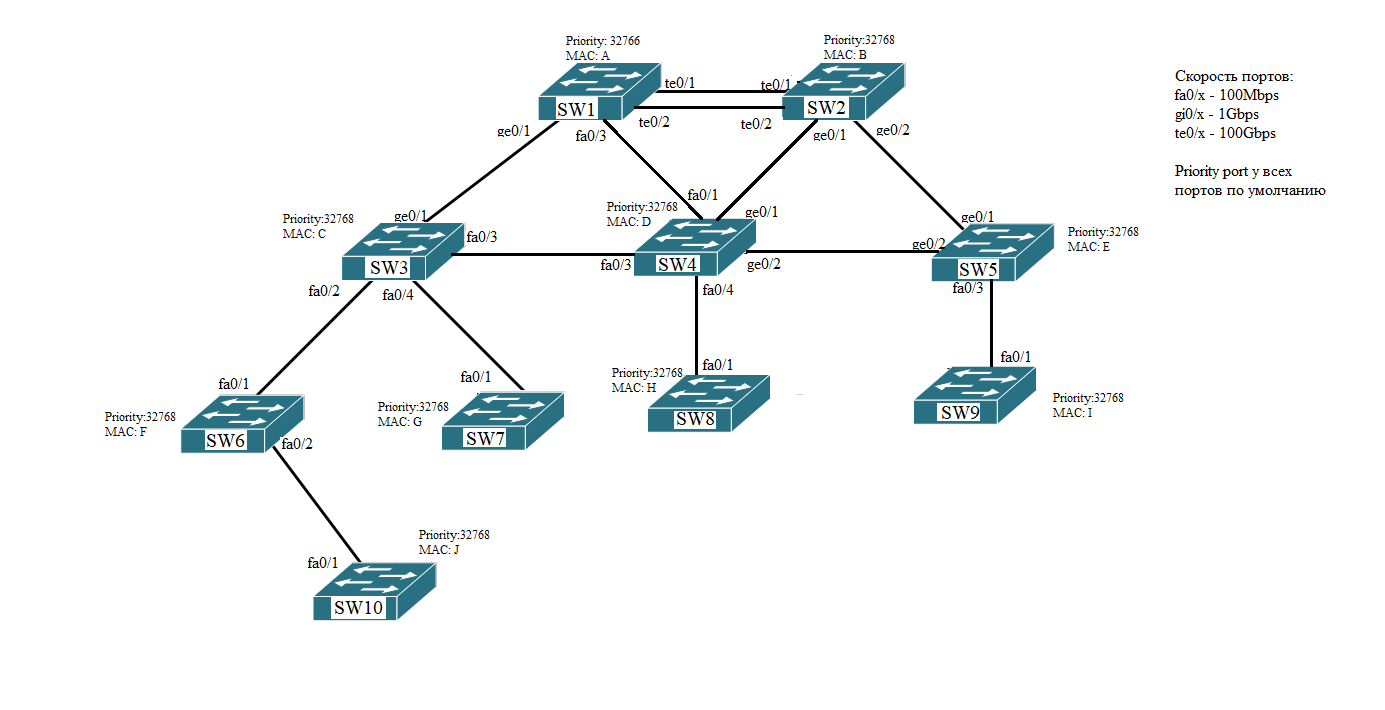 Priority: 32766
MAC: A
Priority:32768
MAC: B
te0/1
te0/1
SW1
SW2
te0/2
te0/2
ge0/1
fa0/3
ge0/1
ge0/2
Скорость портов:
fa0/x - 100Mbps
gi0/x - 1Gbps
te0/x - 100Gbps
Priority port у всех
портов по умолчанию
Priority:32768
MAC: C
ge0/1
fa0/3
SW3
fa0/2
fa0/4
Priority:32768
MAC: D
fa0/1
ge0/1
fa0/3
SW4
ge0/2
fa0/4
ge0/1
ge0/2
Priority:32768
MAC: E
SW5
fa0/3
fa0/1
Priority:32768
MAC: F
SW6
fa0/2
fa0/1
Priority:32768
MAC: G
SW7
Priority:32768
MAC: H
fa0/1
SW8
fa0/1
SW9
Priority:32768
MAC: I
Priority:32768
MAC: J
fa0/1
SW10